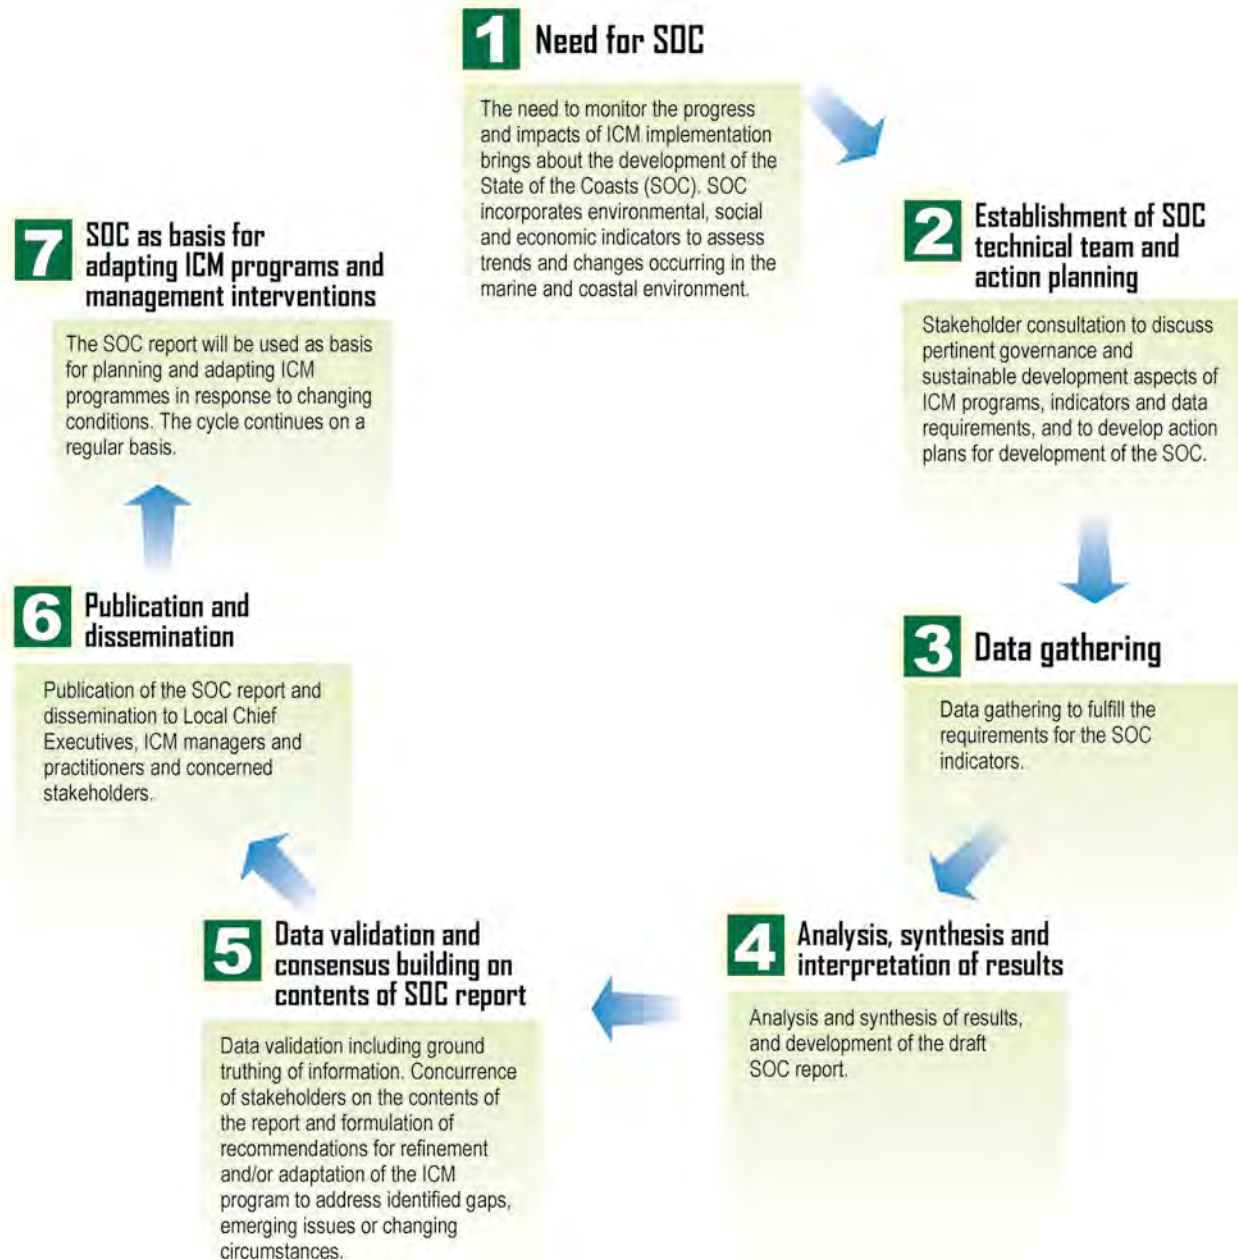 1 Need for SOC
The need to monitor the progress
and impacts of ICM implementation
brings about the development of the
State of the Coasts (SOC). SOC
incorporates environmental, social
and economic indicators to assess
trends and changes occurring in the
marine and coastal environment.
2 Establishment of SOC
technical team and
action planning
Stakeholder consultation to discuss
pertinent governance and
sustainable development aspects of
ICM programs, indicators and data
requirements, and to develop action
plans for development of the SOC.
3 Data gathering
Data gathering to fulfill the
requirements for the SOC
indicators.
4 Analysis, synthesis and
interpretation of results
Analysis and synthesis of results,
and development of the draft
SOC report.
5 Data validation and
consensus building on
contents of SOC report
Data validation including ground
truthing of information. Concurrence
of stakeholders on the contents of
the report and formulation of
recommendations for refinement
and/or adaptation of the ICM
program to address identified gaps,
emerging issues or changing
circumstances.
6 Publication and
dissemination
Publication of the SOC report and
dissemination to Local Chief
Executives, ICM managers and
practitioners and concerned
stakeholders.
7 SOC as basis for
adapting ICM programs and
management interventions
The SOC report will be used as basis
for planning and adapting ICM
programmes in response to changing
conditions. The cycle continues on a
regular basis.